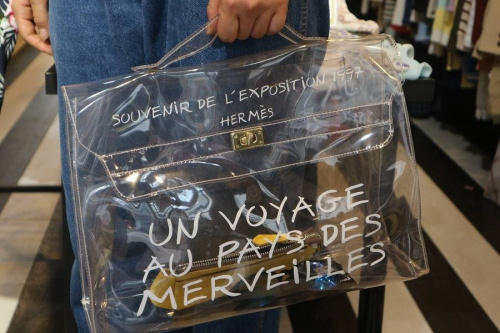 SOUVENIR DE L'EXPOSITION 1997
HERMÈS
UN VOYAGE
AU PAYS DES
MERVEILLES